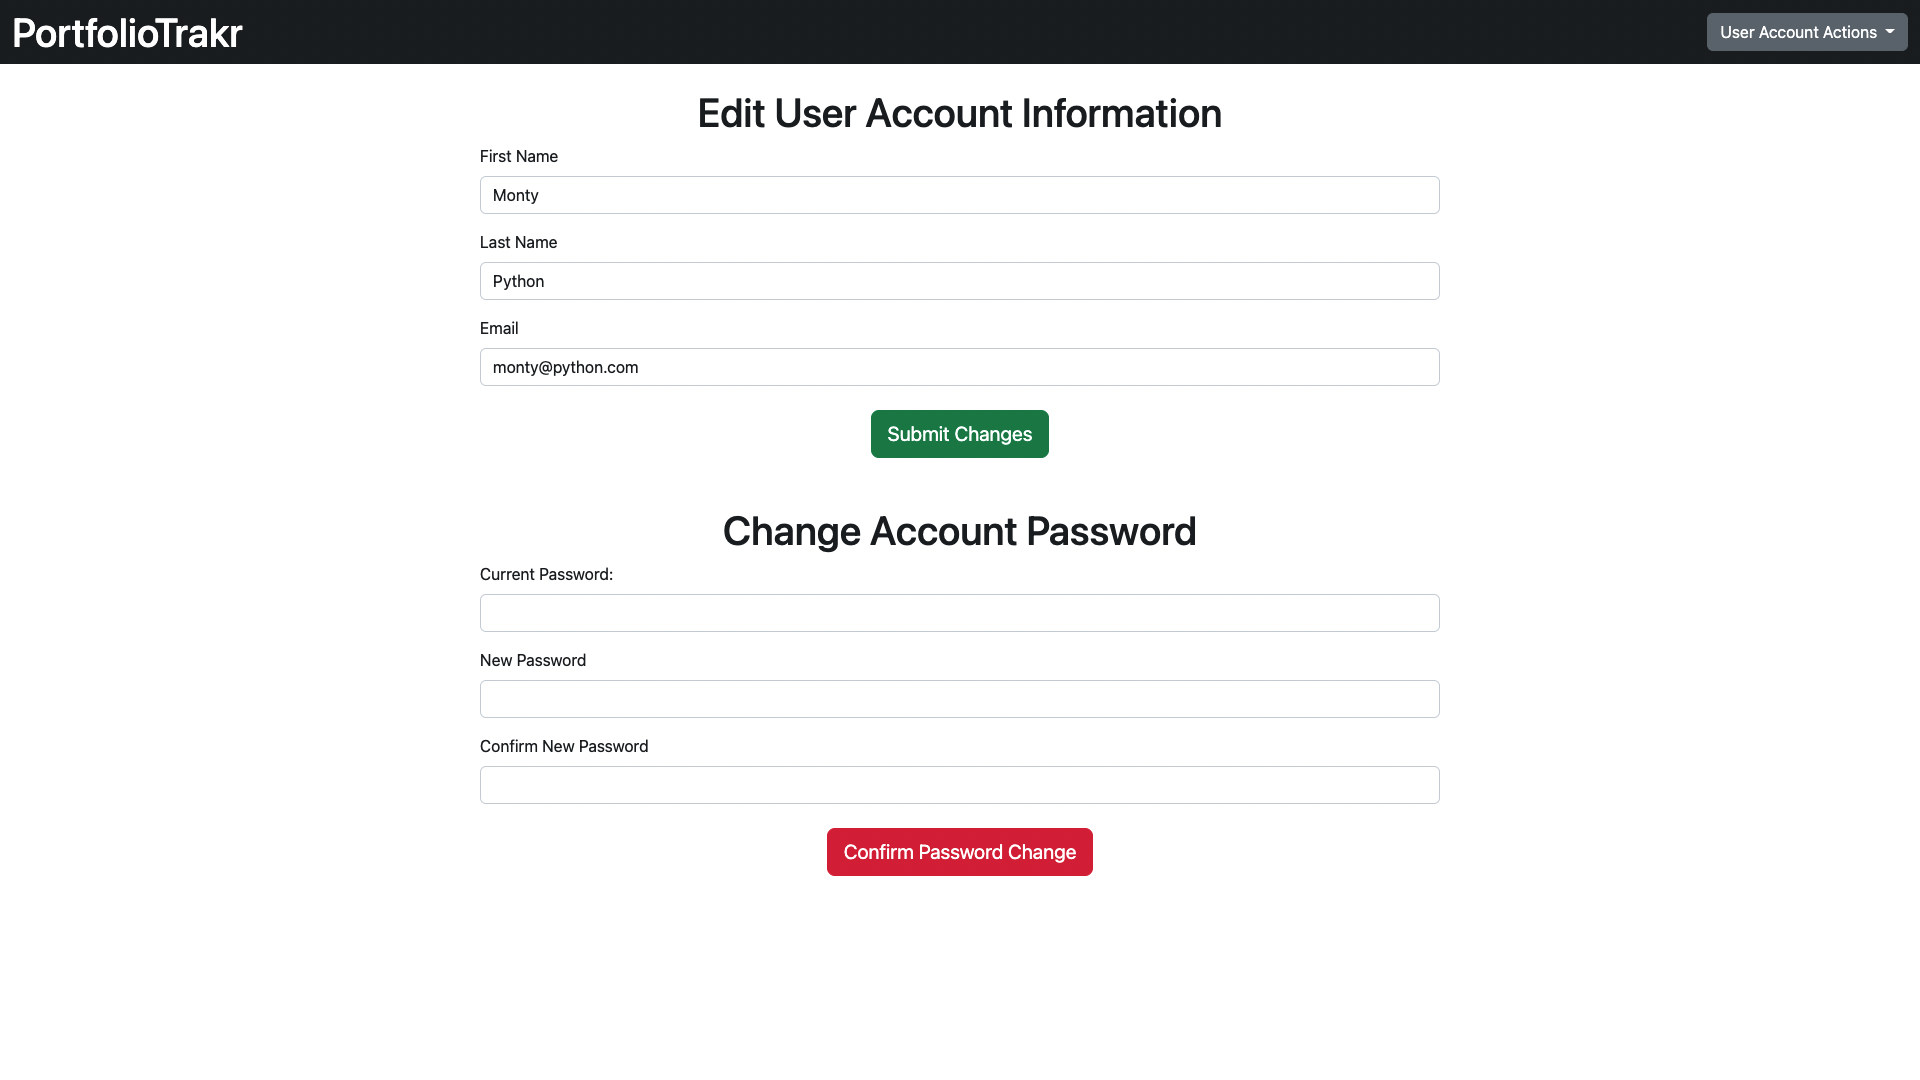 PortfolioTrakr
User Account Actions
Edit User Account Information
First Name
Monty
Last Name
Python
Email
monty@python.com
Submit Changes
Change Account Password
Current Password:
New Password
Confirm New Password
Confirm Password Change